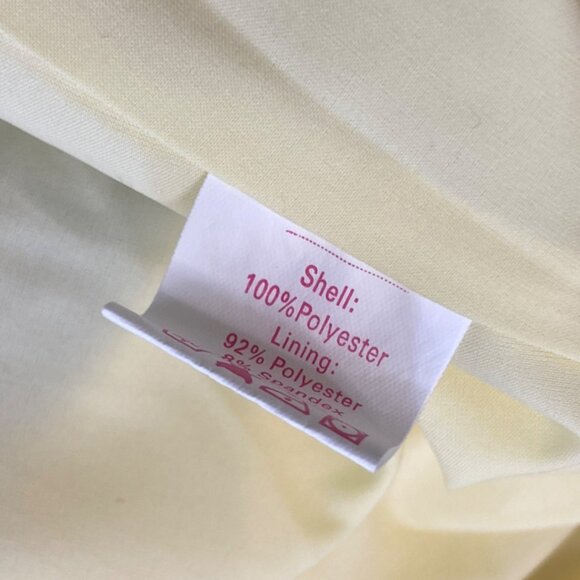 Shell:
100%Polyester
Lining:
92% Polyester
8% Spandex